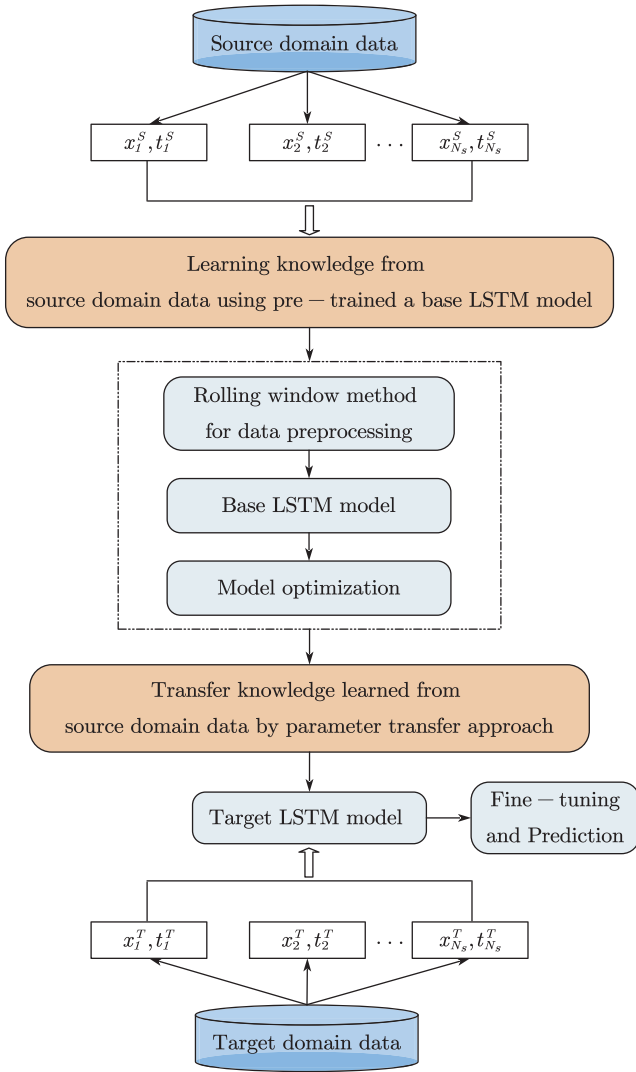 Source domain data
x_1^S, t_1^S x_2^S, t_2^S ... x_{N_s}^S, t_{N_s}^S
Learning knowledge from
source domain data using pre − trained a base LSTM model
Rolling window method
for data preprocessing
Base LSTM model
Model optimization
Transfer knowledge learned from
source domain data by parameter transfer approach
Target LSTM model
Fine − tuning
and Prediction
x_1^T, t_1^T x_2^T, t_2^T ... x_{N_s}^T, t_{N_s}^T
Target domain data